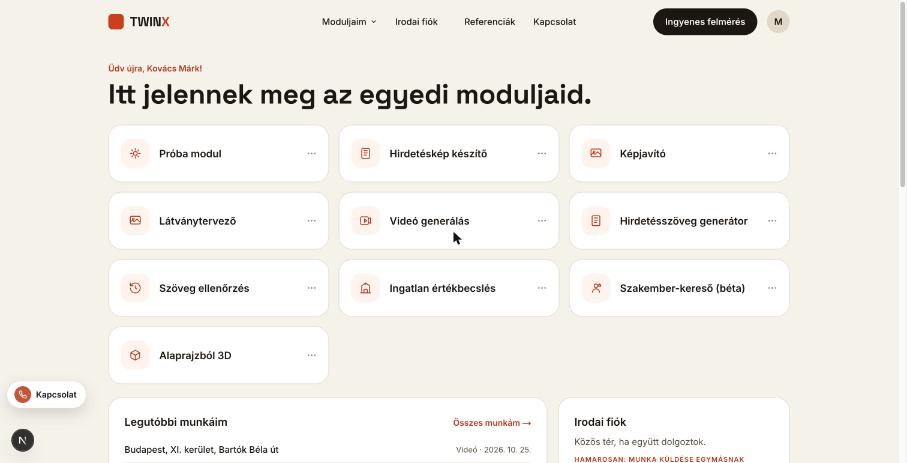 TWINX
Moduljaim
Irodai fiók
Referenciák
Kapcsolat
Ingyenes felmérés
M
Üdv újra, Kovács Márk!
Itt jelennek meg az egyedi moduljaid.
Próba modul
Hirdetéskép készítő
Képjavító
Látványtervező
Videó generálás
Hirdetésszöveg generátor
Szöveg ellenőrzés
Ingatlan értékbecslés
Szakember-kereső (béta)
Alaprajzból 3D
Kapcsolat
N
Legutóbbi munkáim
Összes munkám →
Budapest, XI. kerület, Bartók Béla út
Videó · 2026. 10. 25.
Irodai fiók
Közös tér, ha együtt dolgoztok.
HAMAROSAN: MUNKA KÜLDÉSE EGYMÁSNAK